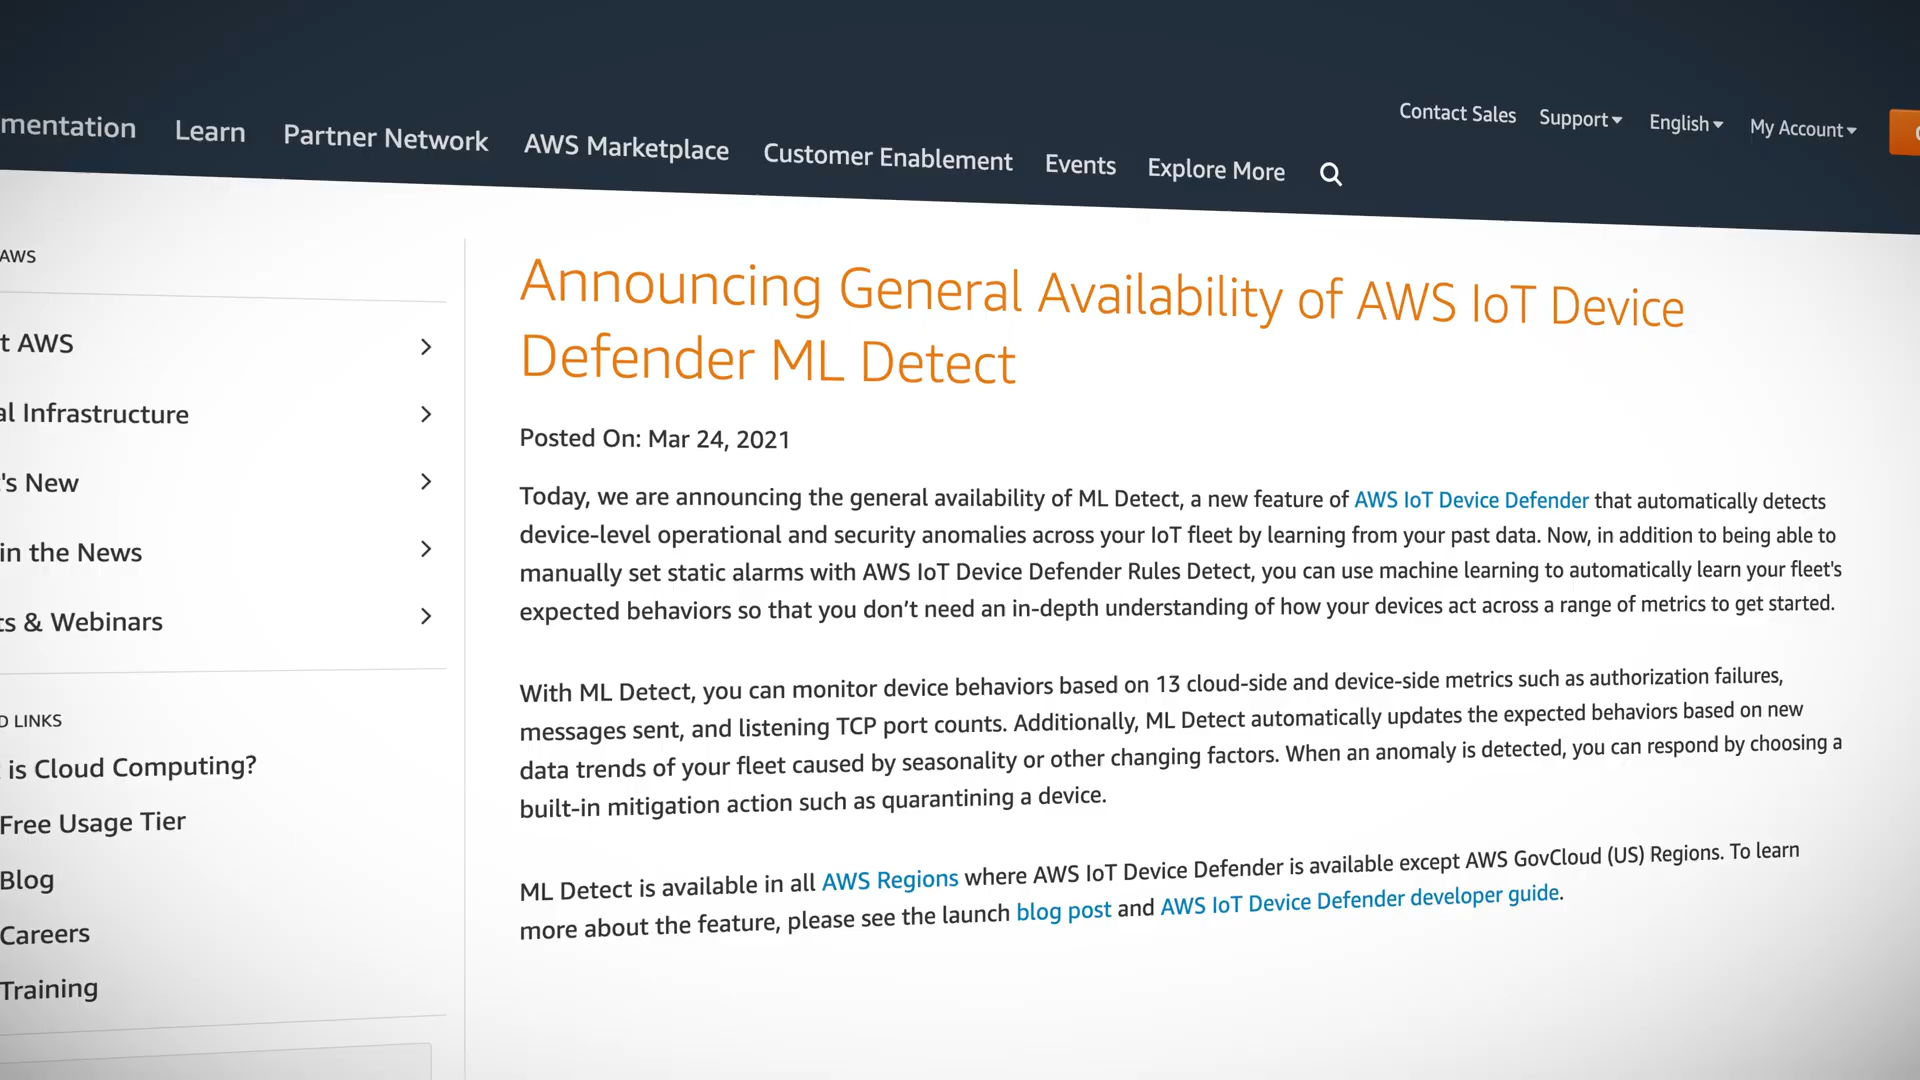 mentation Learn Partner Network AWS Marketplace Customer Enablement Events Explore More
Contact Sales Support English My Account
AWS
t AWS
al Infrastructure
's New
in the News
ts & Webinars
D LINKS
is Cloud Computing?
Free Usage Tier
Blog
Careers
Training
Announcing General Availability of AWS IoT Device
Defender ML Detect
Posted On: Mar 24, 2021
Today, we are announcing the general availability of ML Detect, a new feature of AWS IoT Device Defender that automatically detects
device-level operational and security anomalies across your IoT fleet by learning from your past data. Now, in addition to being able to
manually set static alarms with AWS IoT Device Defender Rules Detect, you can use machine learning to automatically learn your fleet's
expected behaviors so that you don’t need an in-depth understanding of how your devices act across a range of metrics to get started.
With ML Detect, you can monitor device behaviors based on 13 cloud-side and device-side metrics such as authorization failures,
messages sent, and listening TCP port counts. Additionally, ML Detect automatically updates the expected behaviors based on new
data trends of your fleet caused by seasonality or other changing factors. When an anomaly is detected, you can respond by choosing a
built-in mitigation action such as quarantining a device.
ML Detect is available in all AWS Regions where AWS IoT Device Defender is available except AWS GovCloud (US) Regions. To learn
more about the feature, please see the launch blog post and AWS IoT Device Defender developer guide.